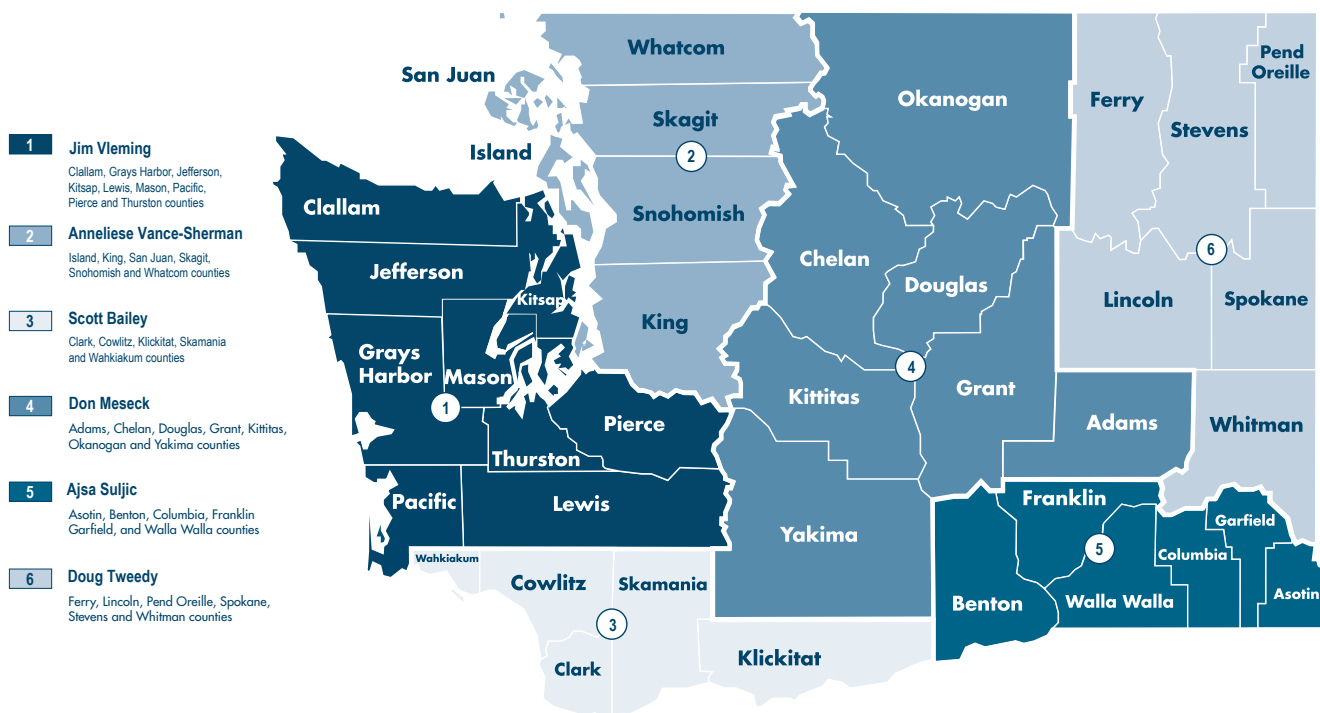 1
Jim Vleming
Clallam, Grays Harbor, Jefferson,
Kitsap, Lewis, Mason, Pacific,
Pierce and Thurston counties
2
Anneliese Vance-Sherman
Island, King, San Juan, Skagit,
Snohomish and Whatcom counties
3
Scott Bailey
Clark, Cowlitz, Klickitat, Skamania
and Wahkiakum counties
4
Don Meseck
Adams, Chelan, Douglas, Grant, Kittitas,
Okanogan and Yakima counties
5
Ajsa Suljic
Asotin, Benton, Columbia, Franklin
Garfield, and Walla Walla counties
6
Doug Tweedy
Ferry, Lincoln, Pend Oreille, Spokane,
Stevens and Whitman counties
Whatcom
San Juan
Skagit
2
Island
Snohomish
King
Clallam
Jefferson
Kitsap
Grays
Harbor
Mason
1
Pierce
Thurston
Pacific
Lewis
Wahkiakum
Cowlitz
Skamania
3
Clark
Klickitat
Okanogan
Chelan
Douglas
4
Kittitas
Grant
Adams
Yakima
Ferry
Stevens
Pend
Oreille
6
Lincoln
Spokane
Whitman
Franklin
5
Benton
Walla Walla
Columbia
Garfield
Asotin